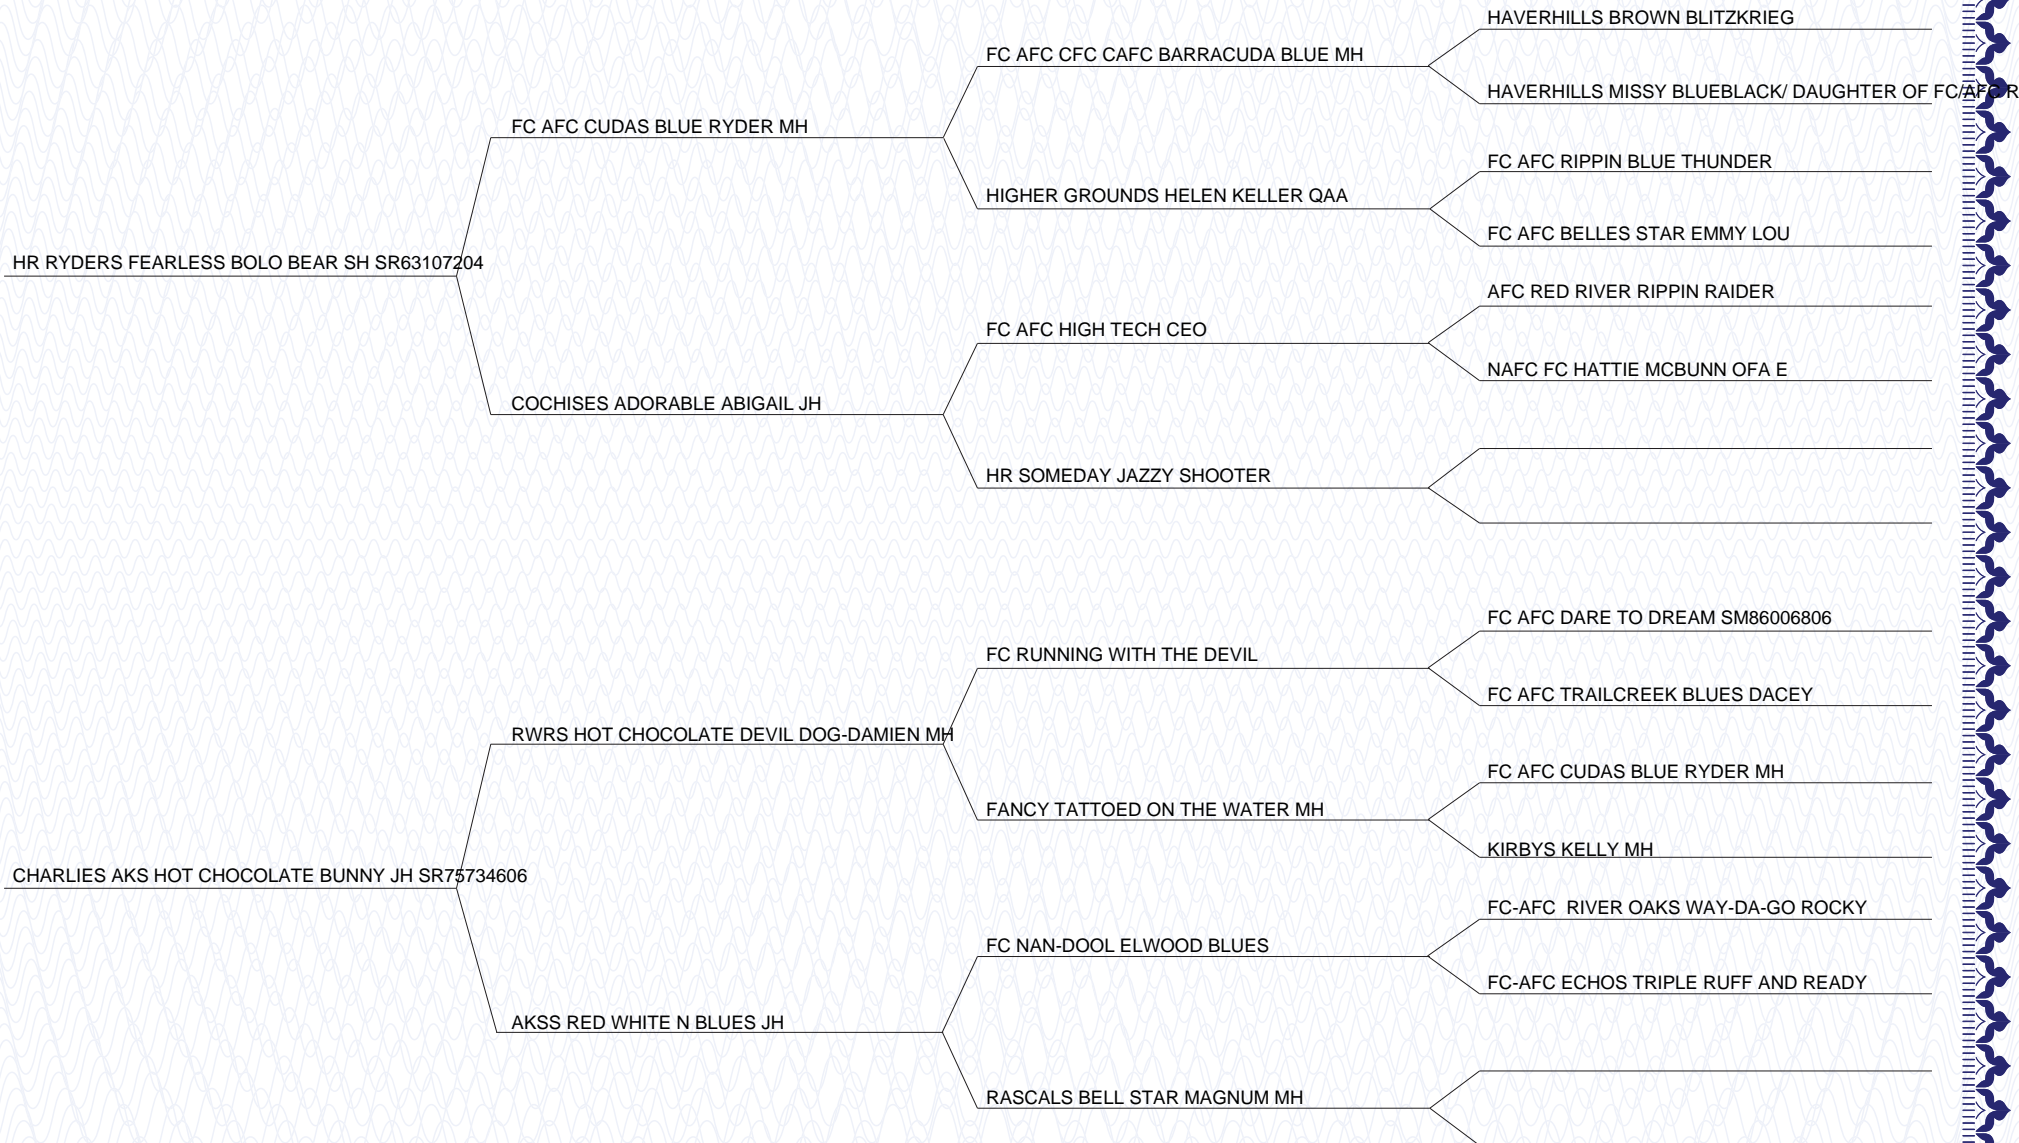 HAVERHILLS BROWN BLITZKRIEG
FC AFC CFC CAFC BARRACUDA BLUE MH
HAVERHILLS MISSY BLUEBLACK/ DAUGHTER OF FC/AFC R
FC AFC CUDAS BLUE RYDER MH
FC AFC RIPPIN BLUE THUNDER
HIGHER GROUNDS HELEN KELLER QAA
FC AFC BELLES STAR EMMY LOU
HR RYDERS FEARLESS BOLO BEAR SH SR63107204
AFC RED RIVER RIPPIN RAIDER
FC AFC HIGH TECH CEO
NAFC FC HATTIE MCBUNN OFA E
COCHISES ADORABLE ABIGAIL JH
HR SOMEDAY JAZZY SHOOTER
FC AFC DARE TO DREAM SM86006806
FC RUNNING WITH THE DEVIL
FC AFC TRAILCREEK BLUES DACEY
RWRS HOT CHOCOLATE DEVIL DOG-DAMIEN MH
FC AFC CUDAS BLUE RYDER MH
FANCY TATTOED ON THE WATER MH
KIRBYS KELLY MH
CHARLIES AKS HOT CHOCOLATE BUNNY JH SR75734606
FC-AFC  RIVER OAKS WAY-DA-GO ROCKY
FC NAN-DOOL ELWOOD BLUES
FC-AFC ECHOS TRIPLE RUFF AND READY
AKSS RED WHITE N BLUES JH
RASCALS BELL STAR MAGNUM MH